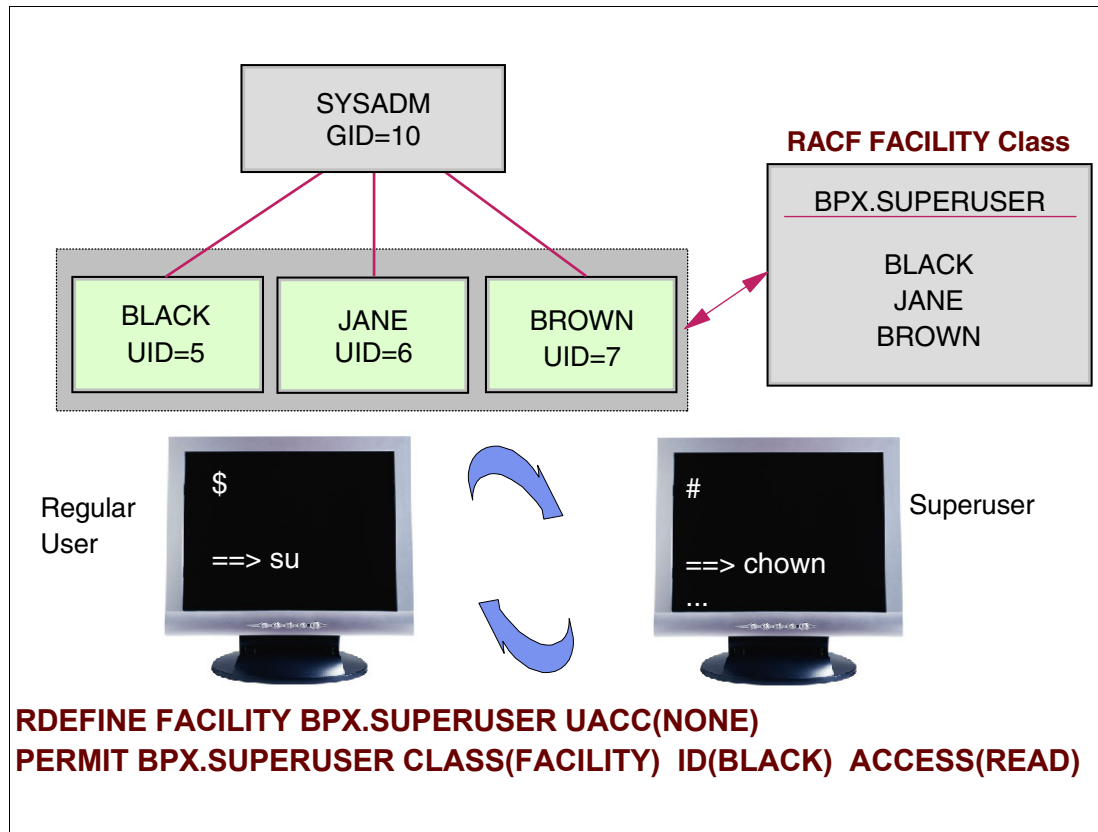 SYSADM
GID=10
RACF FACILITY Class
BPX.SUPERUSER
BLACK
JANE
BROWN
BLACK
UID=5
JANE
UID=6
BROWN
UID=7
Regular
User
$
==> su
#
==> chown
...
Superuser
RDEFINE FACILITY BPX.SUPERUSER UACC(NONE)
PERMIT BPX.SUPERUSER CLASS(FACILITY) ID(BLACK) ACCESS(READ)